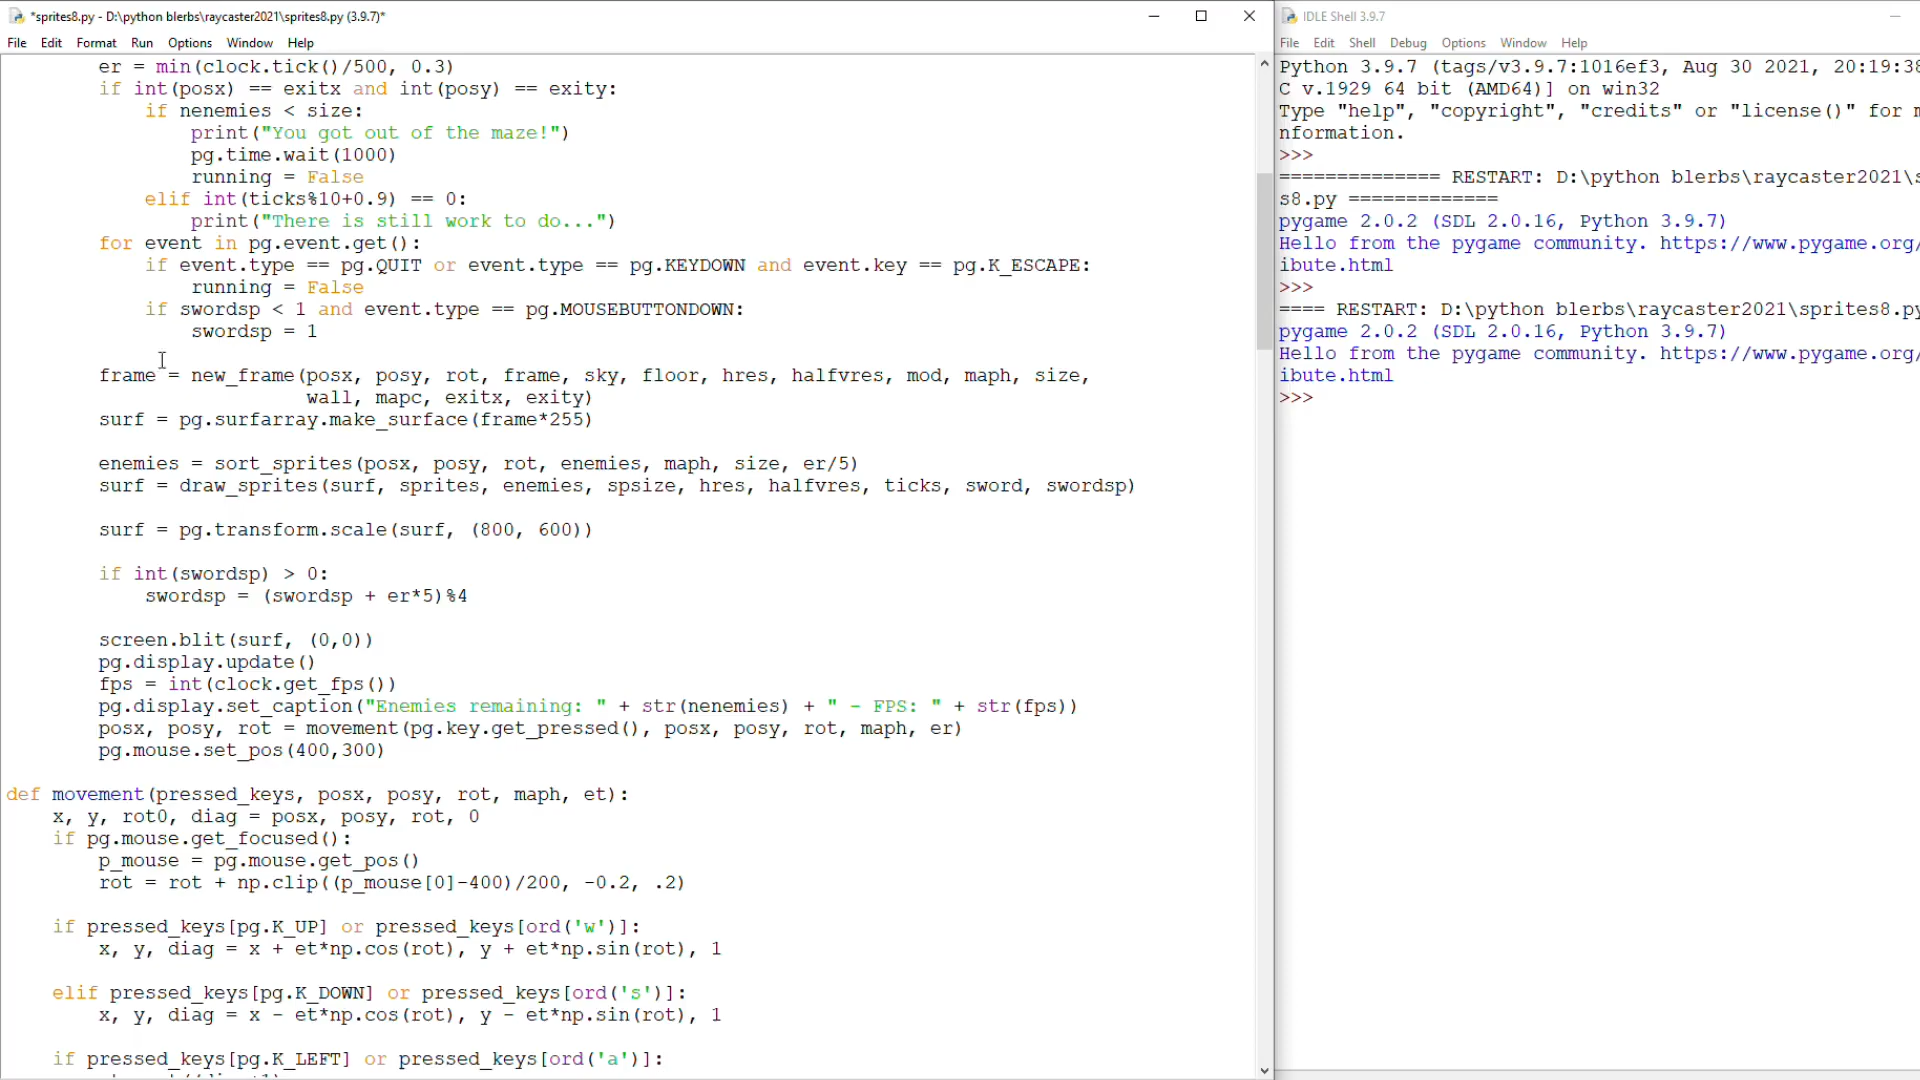 *sprites8.py - D:\python blerbs\raycaster2021\sprites8.py (3.9.7)*
File Edit Format Run Options Window Help
er = min(clock.tick()/500, 0.3)
if int(posx) == exitx and int(posy) == exity:
if nenemies < size:
print("You got out of the maze!")
pg.time.wait(1000)
running = False
elif int(ticks%10+0.9) == 0:
print("There is still work to do...")
for event in pg.event.get():
if event.type == pg.QUIT or event.type == pg.KEYDOWN and event.key == pg.K_ESCAPE:
running = False
if swordsp < 1 and event.type == pg.MOUSEBUTTONDOWN:
swordsp = 1
frame = new_frame(posx, posy, rot, frame, sky, floor, hres, halfvres, mod, maph, size,
wall, mapc, exitx, exity)
surf = pg.surfarray.make_surface(frame*255)
enemies = sort_sprites(posx, posy, rot, enemies, maph, size, er/5)
surf = draw_sprites(surf, sprites, enemies, spsize, hres, halfvres, ticks, sword, swordsp)
surf = pg.transform.scale(surf, (800, 600))
if int(swordsp) > 0:
swordsp = (swordsp + er*5)%4
screen.blit(surf, (0,0))
pg.display.update()
fps = int(clock.get_fps())
pg.display.set_caption("Enemies remaining: " + str(nenemies) + " - FPS: " + str(fps))
posx, posy, rot = movement(pg.key.get_pressed(), posx, posy, rot, maph, er)
pg.mouse.set_pos(400,300)
def movement(pressed_keys, posx, posy, rot, maph, et):
x, y, rot0, diag = posx, posy, rot, 0
if pg.mouse.get_focused():
p_mouse = pg.mouse.get_pos()
rot = rot + np.clip((p_mouse[0]-400)/200, -0.2, .2)
if pressed_keys[pg.K_UP] or pressed_keys[ord('w')]:
x, y, diag = x + et*np.cos(rot), y + et*np.sin(rot), 1
elif pressed_keys[pg.K_DOWN] or pressed_keys[ord('s')]:
x, y, diag = x - et*np.cos(rot), y - et*np.sin(rot), 1
if pressed_keys[pg.K_LEFT] or pressed_keys[ord('a')]:
IDLE Shell 3.9.7
File Edit Shell Debug Options Window Help
Python 3.9.7 (tags/v3.9.7:1016ef3, Aug 30 2021, 20:19:38
C v.1929 64 bit (AMD64)] on win32
Type "help", "copyright", "credits" or "license()" for m
nformation.
>>>
============== RESTART: D:\python blerbs\raycaster2021\s
s8.py =============
pygame 2.0.2 (SDL 2.0.16, Python 3.9.7)
Hello from the pygame community. https://www.pygame.org/
ibute.html
>>>
==== RESTART: D:\python blerbs\raycaster2021\sprites8.py
pygame 2.0.2 (SDL 2.0.16, Python 3.9.7)
Hello from the pygame community. https://www.pygame.org/
ibute.html
>>>